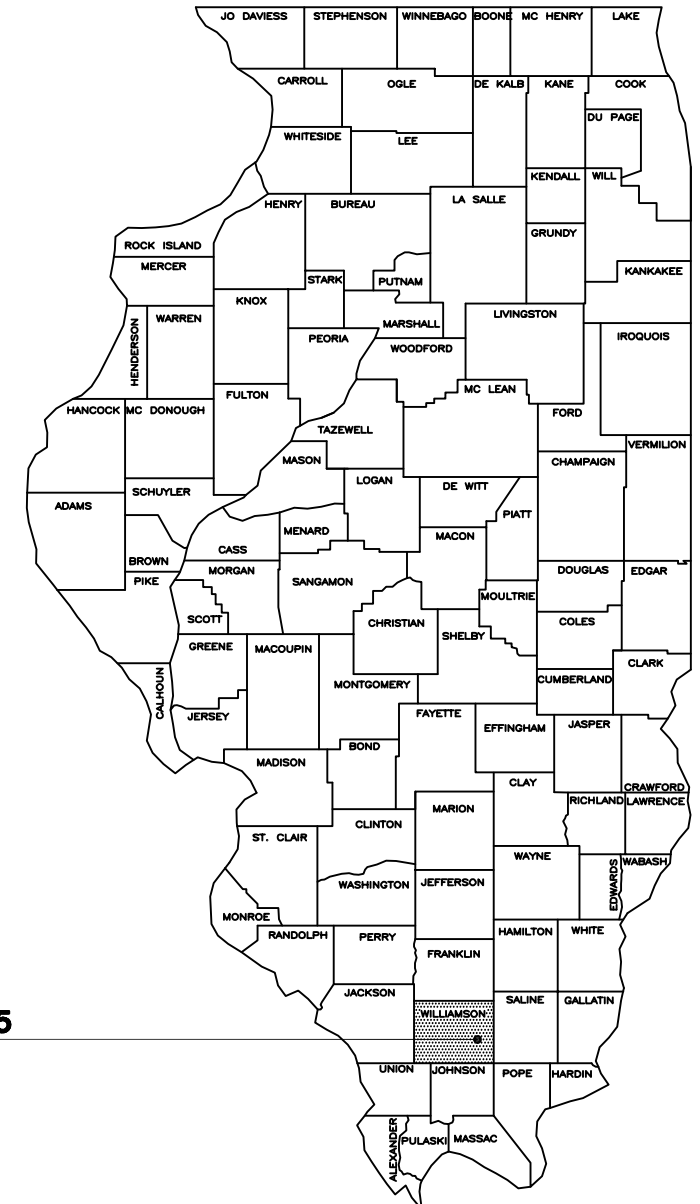 JO DAVIESS STEPHENSON WINNEBAGO BOONE MC HENRY LAKE
CARROLL OGLE DE KALB KANE COOK
DU PAGE
WHITESIDE LEE
KENDALL WILL
HENRY BUREAU LA SALLE
GRUNDY
ROCK ISLAND
MERCER STARK PUTNAM KANKAKEE
KNOX
HENDERSON WARREN MARSHALL LIVINGSTON
PEORIA WOODFORD IROQUOIS
FULTON MC LEAN
HANCOCK MC DONOUGH FORD
TAZEWELL
MASON VERMILION
LOGAN CHAMPAIGN
SCHUYLER DE WITT
ADAMS PIATT
MENARD MACON
CASS
BROWN MORGAN SANGAMON DOUGLAS EDGAR
PIKE
MOULTRIE
SCOTT CHRISTIAN COLES
SHELBY
GREENE MACOUPIN
CLARK
CALHOUN MONTGOMERY CUMBERLAND
JERSEY FAYETTE
EFFINGHAM JASPER
BOND
MADISON
CLAY CRAWFORD
MARION RICHLAND LAWRENCE
CLINTON
ST. CLAIR
WAYNE
EDWARDS WABASH
WASHINGTON JEFFERSON
MONROE
RANDOLPH PERRY HAMILTON WHITE
FRANKLIN
JACKSON
SALINE GALLATIN
WILLIAMSON
5
UNION JOHNSON POPE HARDIN
ALEXANDER PULASKI MASSAC